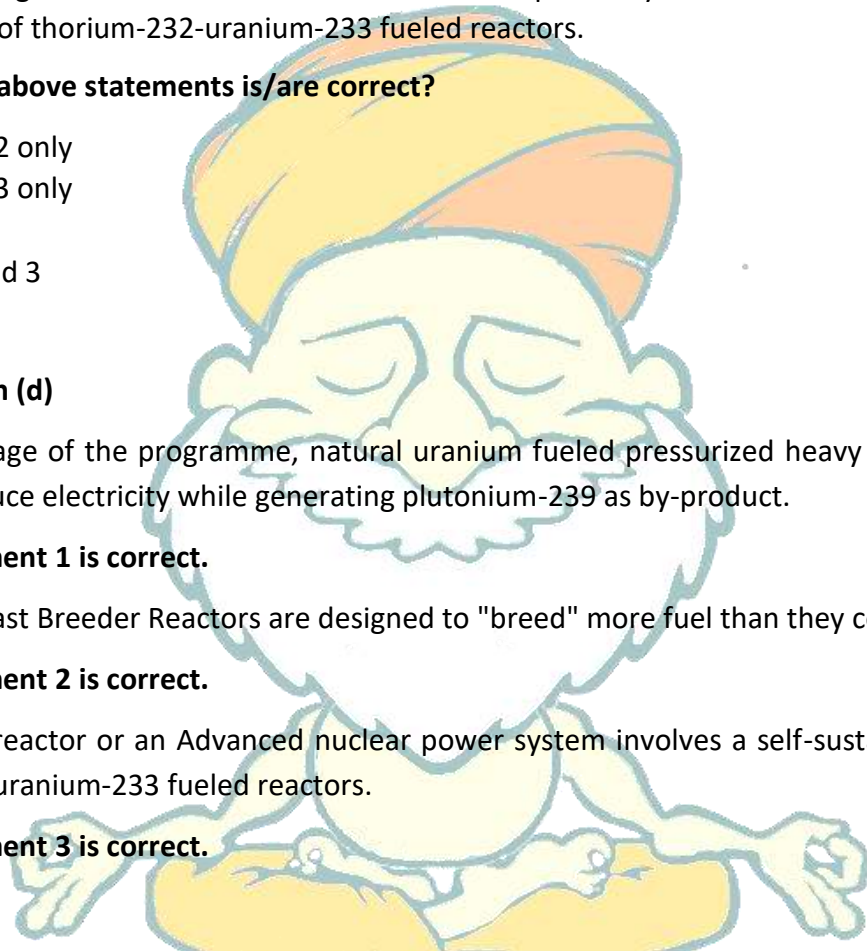 of thorium-232-uranium-233 fueled reactors.
above statements is/are correct?
2 only
3 only
d 3
(d)
age of the programme, natural uranium fueled pressurized heavy
uce electricity while generating plutonium-239 as by-product.
ent 1 is correct.
ast Breeder Reactors are designed to "breed" more fuel than they c
ent 2 is correct.
reactor or an Advanced nuclear power system involves a self-sust
uranium-233 fueled reactors.
ent 3 is correct.